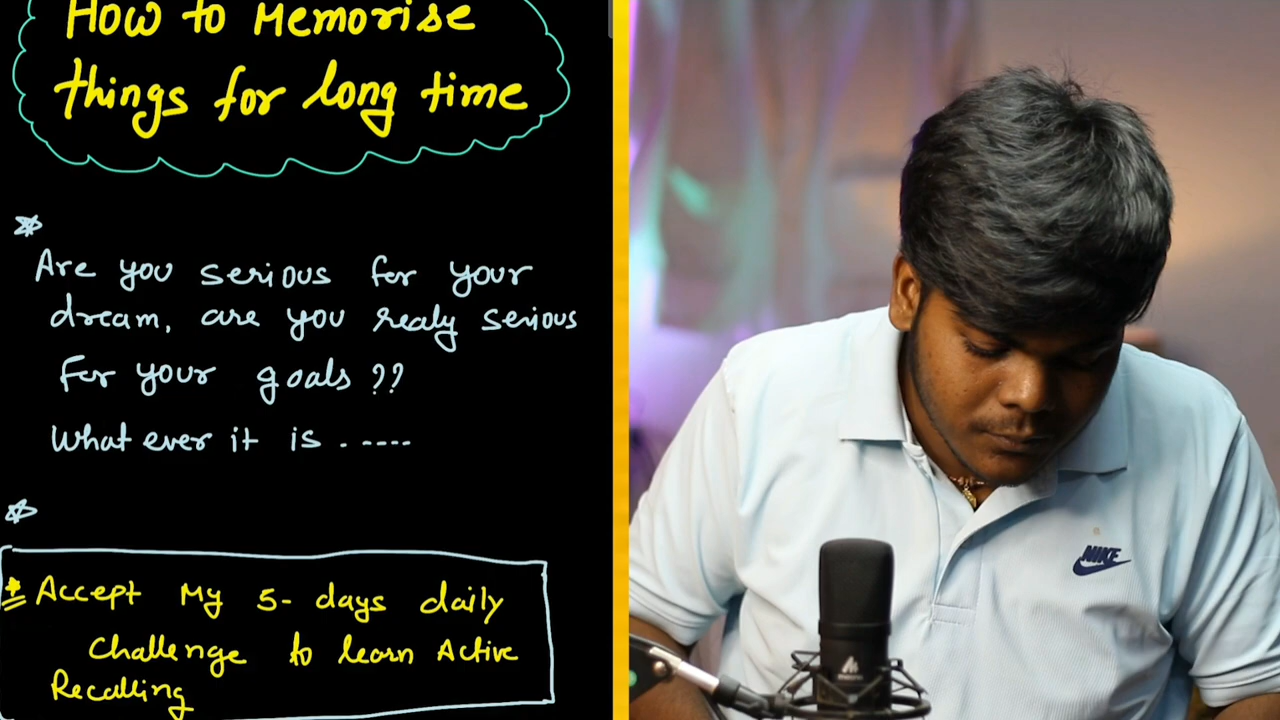 How to Memorise
things for long time
Are you serious for your
dream, are you realy serious
For your goals ??
What ever it is . ----
* Accept My 5- days daily
Challenge to learn Active
Recalling
NIKE